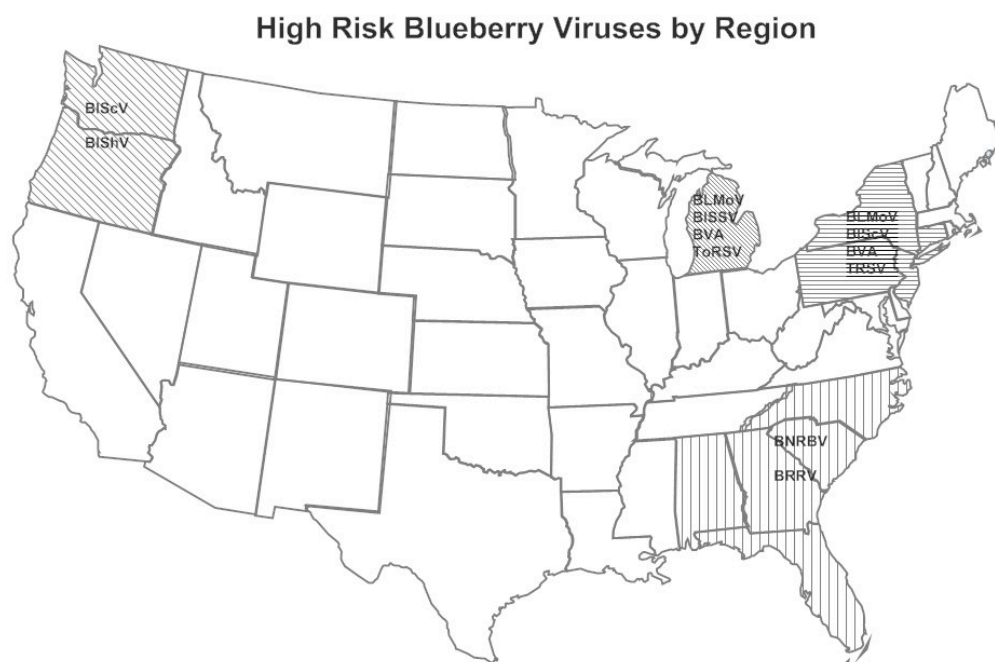 High Risk Blueberry Viruses by Region
BlScV
BlShV
BLMoV
BlSSV
BVA
ToRSV
BLMoV
BlScV
BVA
TRSV
BNRBV
BRRV